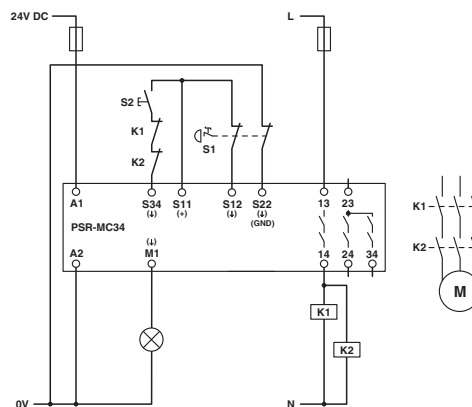 24V DC
L
S2
K1
S1
K2
A1
S34
(↓)
S11
(+)
S12
(↓)
S22
(↓)
(GND)
13
23
PSR-MC34
A2
(↓)
M1
14
24
34
K1
K2
0V
N
K1
K2
M